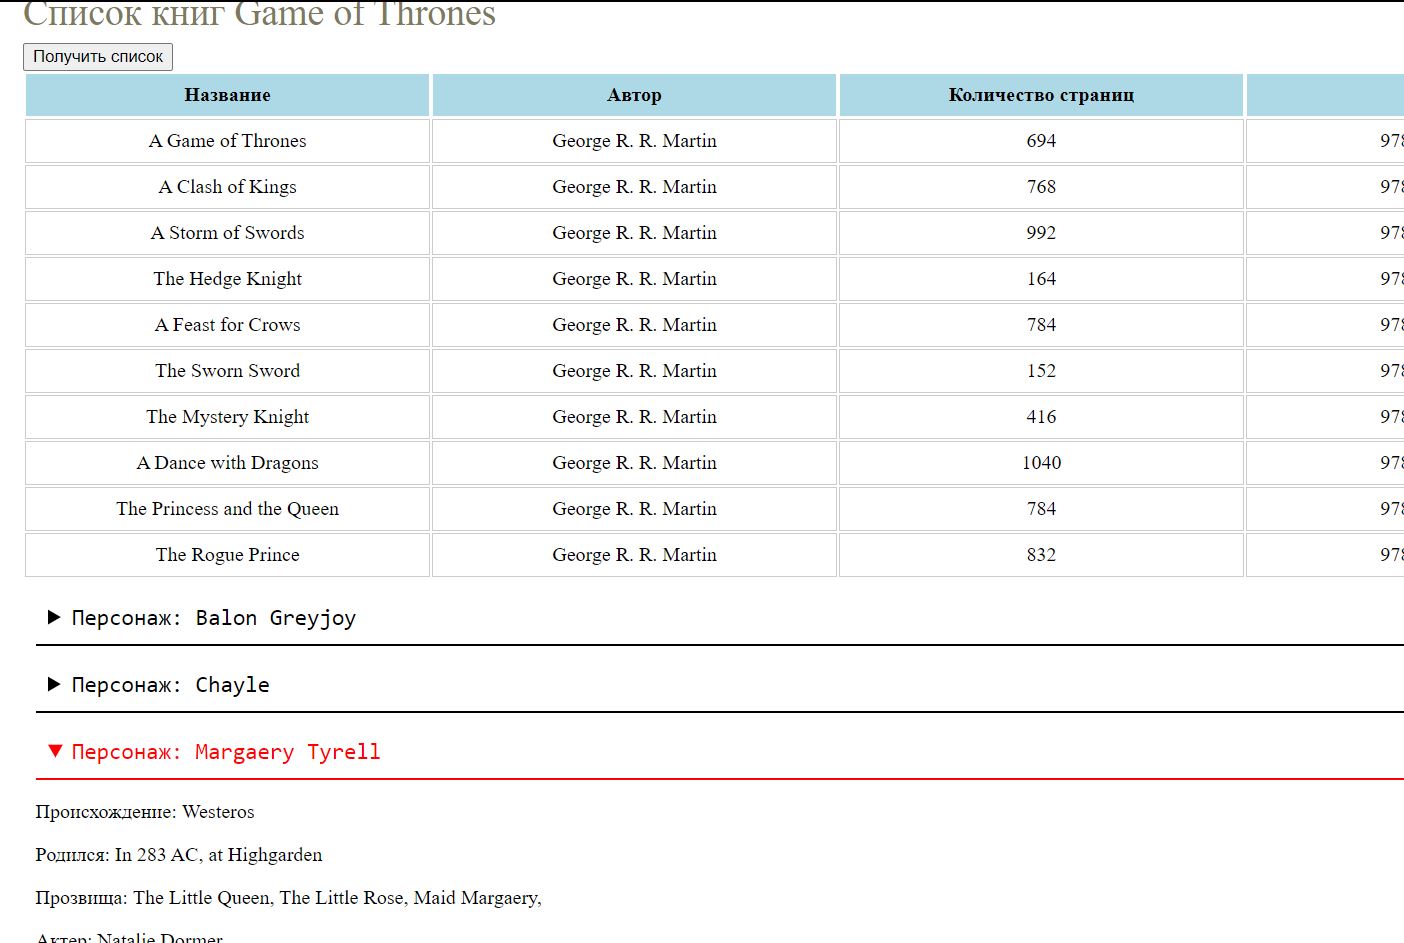 Список книг Game of Thrones
Получить список
Название Автор Количество страниц
A Game of Thrones George R. R. Martin 694 978
A Clash of Kings George R. R. Martin 768 978
A Storm of Swords George R. R. Martin 992 978
The Hedge Knight George R. R. Martin 164 978
A Feast for Crows George R. R. Martin 784 978
The Sworn Sword George R. R. Martin 152 978
The Mystery Knight George R. R. Martin 416 978
A Dance with Dragons George R. R. Martin 1040 978
The Princess and the Queen George R. R. Martin 784 978
The Rogue Prince George R. R. Martin 832 978
Персонаж: Balon Greyjoy
Персонаж: Chayle
Персонаж: Margaery Tyrell
Происхождение: Westeros
Родился: In 283 AC, at Highgarden
Прозвища: The Little Queen, The Little Rose, Maid Margaery,
Актер: Natalie Dormer